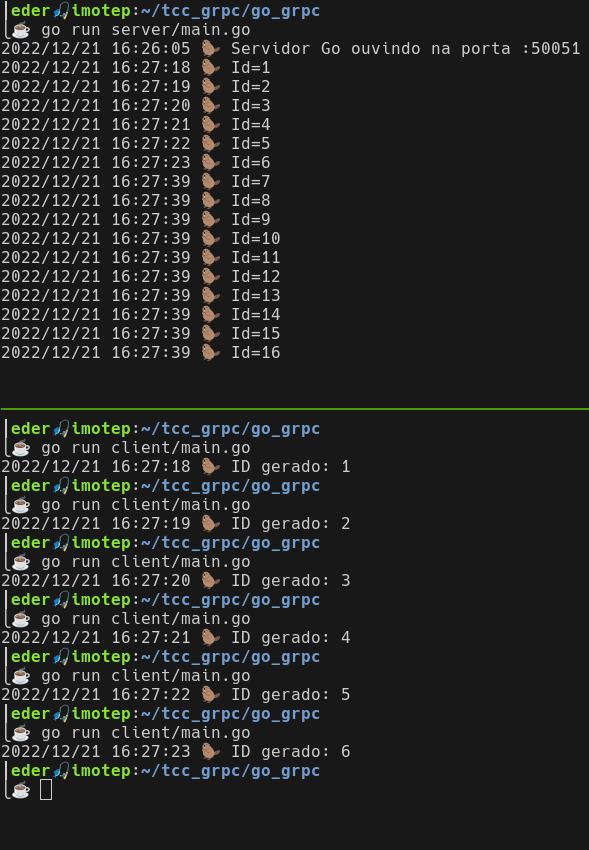 eder🎣imotep:~/tcc_grpc/go_grpc
☕ go run server/main.go
2022/12/21 16:26:05 🦫 Servidor Go ouvindo na porta :50051
2022/12/21 16:27:18 🦫 Id=1
2022/12/21 16:27:19 🦫 Id=2
2022/12/21 16:27:20 🦫 Id=3
2022/12/21 16:27:21 🦫 Id=4
2022/12/21 16:27:22 🦫 Id=5
2022/12/21 16:27:23 🦫 Id=6
2022/12/21 16:27:39 🦫 Id=7
2022/12/21 16:27:39 🦫 Id=8
2022/12/21 16:27:39 🦫 Id=9
2022/12/21 16:27:39 🦫 Id=10
2022/12/21 16:27:39 🦫 Id=11
2022/12/21 16:27:39 🦫 Id=12
2022/12/21 16:27:39 🦫 Id=13
2022/12/21 16:27:39 🦫 Id=14
2022/12/21 16:27:39 🦫 Id=15
2022/12/21 16:27:39 🦫 Id=16
eder🎣imotep:~/tcc_grpc/go_grpc
☕ go run client/main.go
2022/12/21 16:27:18 🦫 ID gerado: 1
eder🎣imotep:~/tcc_grpc/go_grpc
☕ go run client/main.go
2022/12/21 16:27:19 🦫 ID gerado: 2
eder🎣imotep:~/tcc_grpc/go_grpc
☕ go run client/main.go
2022/12/21 16:27:20 🦫 ID gerado: 3
eder🎣imotep:~/tcc_grpc/go_grpc
☕ go run client/main.go
2022/12/21 16:27:21 🦫 ID gerado: 4
eder🎣imotep:~/tcc_grpc/go_grpc
☕ go run client/main.go
2022/12/21 16:27:22 🦫 ID gerado: 5
eder🎣imotep:~/tcc_grpc/go_grpc
☕ go run client/main.go
2022/12/21 16:27:23 🦫 ID gerado: 6
eder🎣imotep:~/tcc_grpc/go_grpc
☕